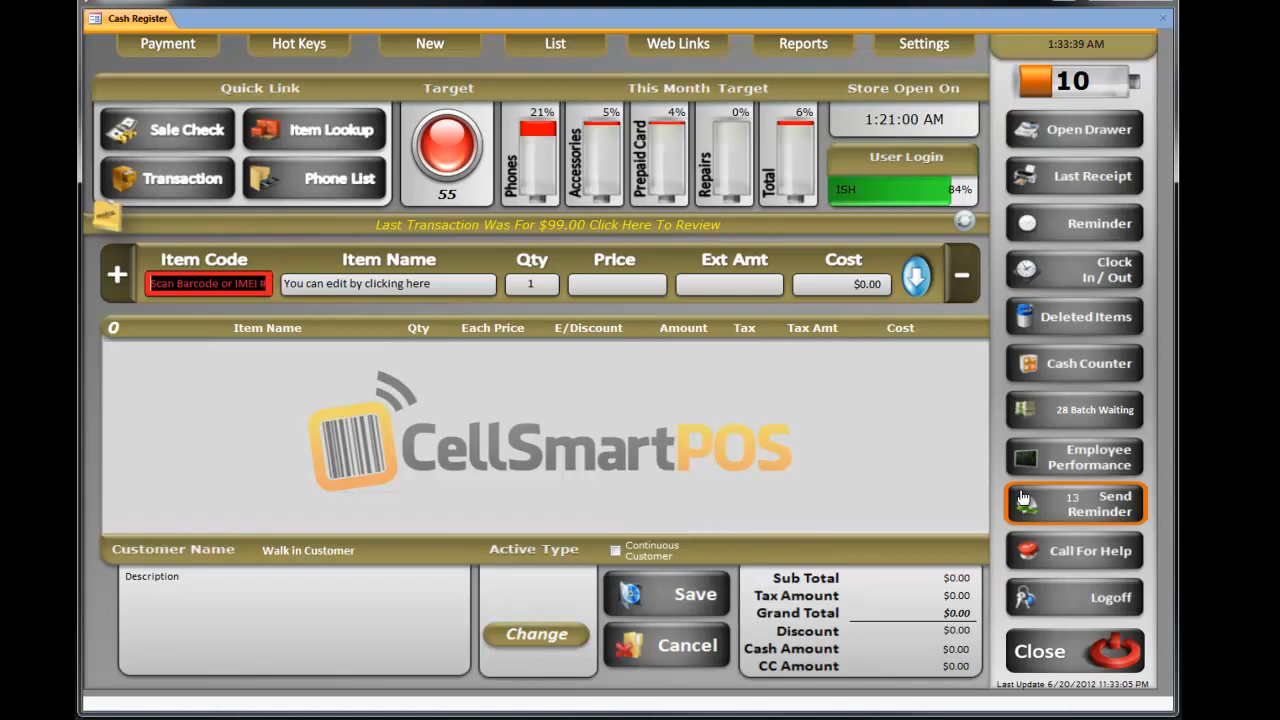 Cash Register
Payment
Hot Keys
New
List
Web Links
Reports
Settings
1:33:39 AM
10
Quick Link
Target
This Month Target
Store Open On
Sale Check
Item Lookup
Transaction
Phone List
55
21%
Phones
5%
Accessories
4%
Prepaid Card
0%
Repairs
6%
Total
1:21:00 AM
User Login
ISH
84%
Last Transaction Was For $99.00 Click Here To Review
+
Item Code
Item Name
Qty
Price
Ext Amt
Cost
Scan Barcode or IMEI #
You can edit by clicking here
1
$0.00
0
Item Name
Qty
Each Price
E/Discount
Amount
Tax
Tax Amt
Cost
CellSmartPOS
Customer Name
Walk in Customer
Active Type
Continuous
Customer
Description
Change
Save
Cancel
Sub Total $0.00
Tax Amount $0.00
Grand Total $0.00
Discount $0.00
Cash Amount $0.00
CC Amount $0.00
Open Drawer
Last Receipt
Reminder
Clock
In / Out
Deleted Items
Cash Counter
28 Batch Waiting
Employee
Performance
13 Send
Reminder
Call For Help
Logoff
Close
Last Update 6/20/2012 11:33:05 PM